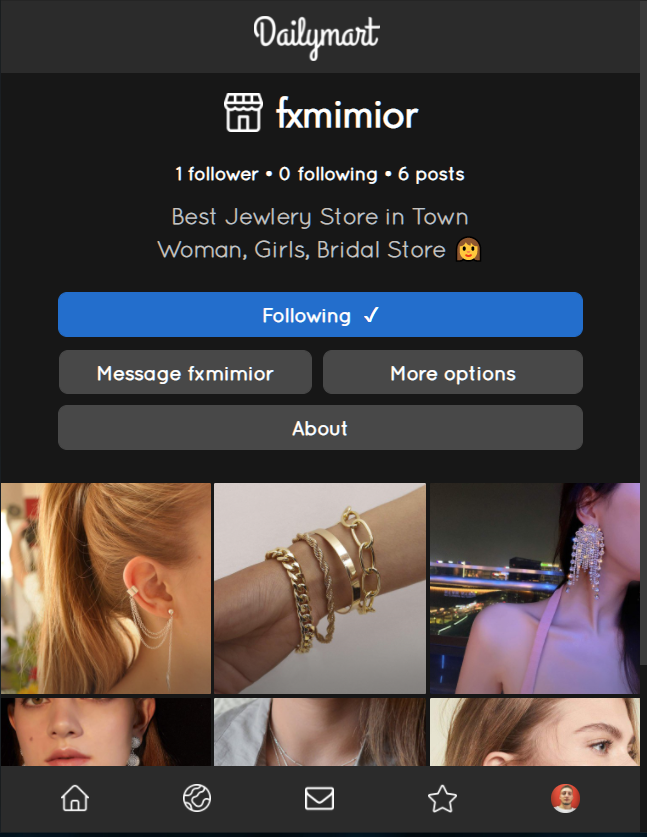 Dailymart
fxmimior
1 follower • 0 following • 6 posts
Best Jewlery Store in Town
Woman, Girls, Bridal Store 👩
Following ✓
Message fxmimior
More options
About